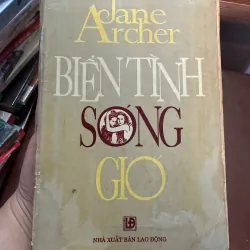 Jane
Archer
BIỂN TÌNH
SÓNG
GIÓ
NHÀ XUẤT BẢN LAO ĐỘNG